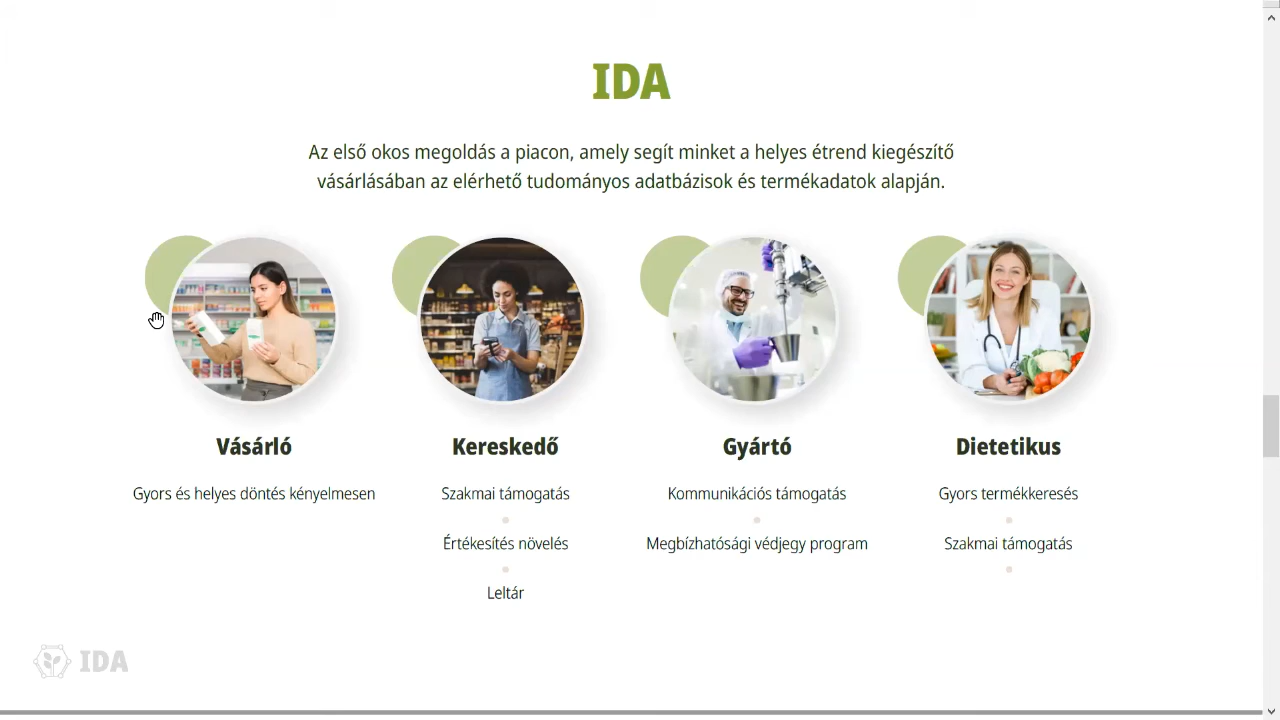 IDA
Az első okos megoldás a piacon, amely segít minket a helyes étrend kiegészítő
vásárlásában az elérhető tudományos adatbázisok és termékadatok alapján.
Vásárló
Gyors és helyes döntés kényelmesen
Kereskedő
Szakmai támogatás
Értékesítés növelés
Leltár
Gyártó
Kommunikációs támogatás
Megbízhatósági védjegy program
Dietetikus
Gyors termékkeresés
Szakmai támogatás
IDA